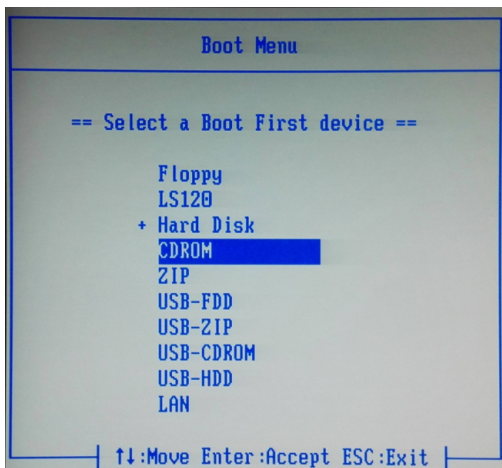 Boot Menu
== Select a Boot First device ==
Floppy
LS120
+ Hard Disk
CDROM
ZIP
USB-FDD
USB-ZIP
USB-CDROM
USB-HDD
LAN
↑↓:Move Enter:Accept ESC:Exit